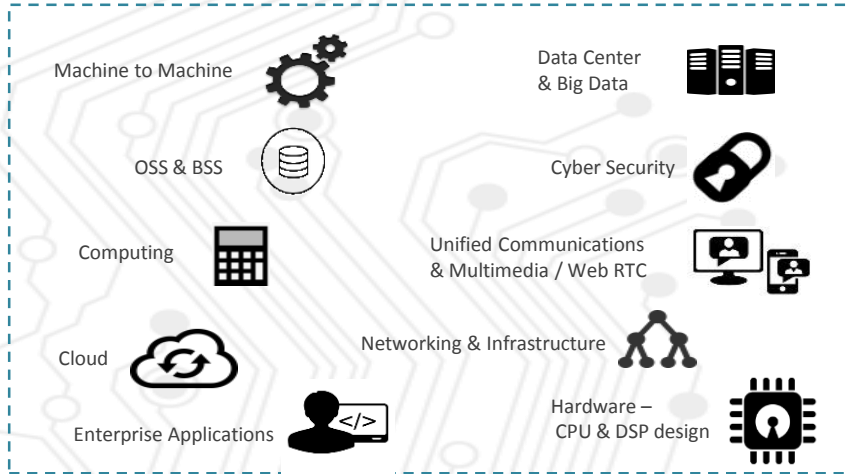 Machine to Machine
Data Center
& Big Data
OSS & BSS
Cyber Security
Computing
Unified Communications
& Multimedia / Web RTC
Cloud
Networking & Infrastructure
</>
Enterprise Applications
Hardware –
CPU & DSP design